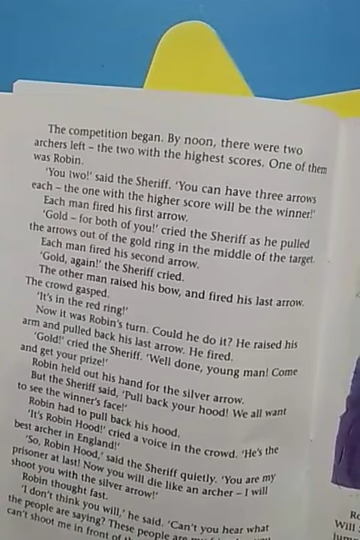 The competition began. By noon, there were two
archers left – the two with the highest scores. One of them
was Robin.
'You two!' said the Sheriff. 'You can have three arrows
each – the one with the higher score will be the winner!'
Each man fired his first arrow.
'Gold – for both of you!' cried the Sheriff as he pulled
the arrows out of the gold ring in the middle of the target.
Each man fired his second arrow.
'Gold, again!' the Sheriff cried.
The other man raised his bow, and fired his last arrow.
The crowd gasped.
'It's in the red ring!'
Now it was Robin's turn. Could he do it? He raised his
arm and pulled back his last arrow. He fired.
'Gold!' cried the Sheriff. 'Well done, young man! Come
and get your prize!'
Robin held out his hand for the silver arrow.
But the Sheriff said, 'Pull back your hood! We all want
to see the winner's face!'
Robin had to pull back his hood.
'It's Robin Hood!' cried a voice in the crowd. 'He's the
best archer in England!'
'So, Robin Hood,' said the Sheriff quietly. 'You are my
prisoner at last! Now you will die like an archer – I will
shoot you with the silver arrow!'
Robin thought fast.
'I don't think you will,' he said. 'Can't you hear what
the people are saying? These people are
can't shoot me in front of
Will